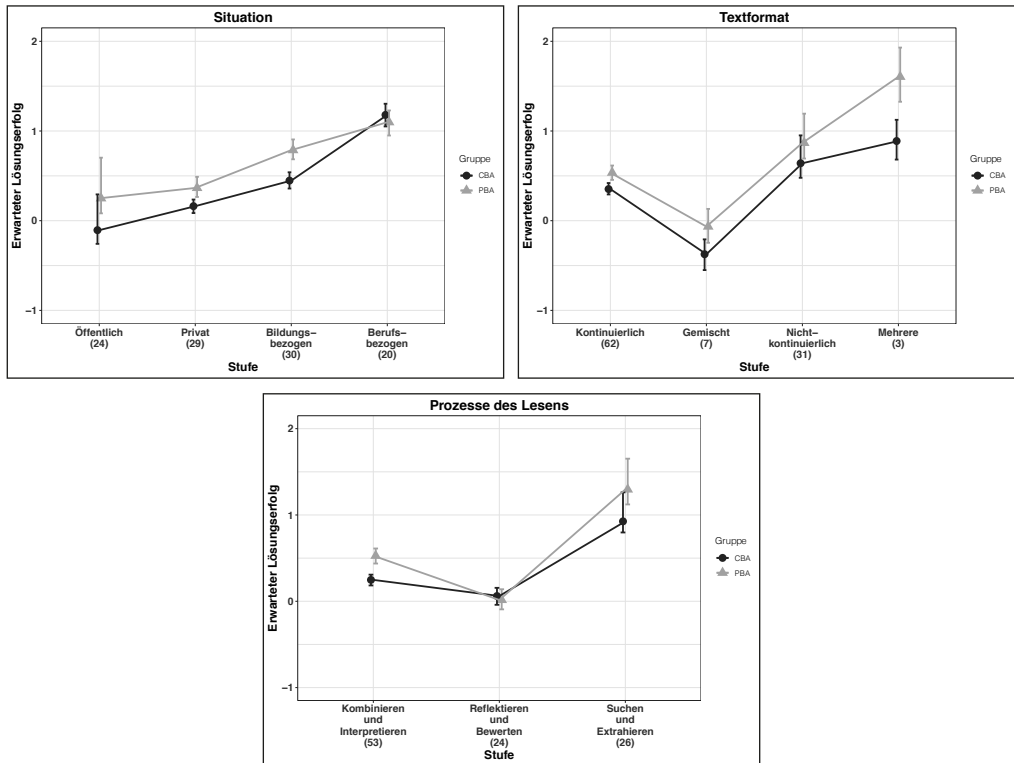 Situation
Erwarteter Lösungserfolg
2
1
0
−1
Öffentlich
(24)
Privat
(29)
Bildungs−
bezogen
(30)
Berufs−
bezogen
(20)
Stufe
Gruppe
CBA
PBA
Textformat
Erwarteter Lösungserfolg
2
1
0
−1
Kontinuierlich
(62)
Gemischt
(7)
Nicht−
kontinuierlich
(31)
Mehrere
(3)
Stufe
Gruppe
CBA
PBA
Prozesse des Lesens
Erwarteter Lösungserfolg
2
1
0
−1
Kombinieren
und
Interpretieren
(53)
Reflektieren
und
Bewerten
(24)
Suchen
und
Extrahieren
(26)
Stufe
Gruppe
CBA
PBA